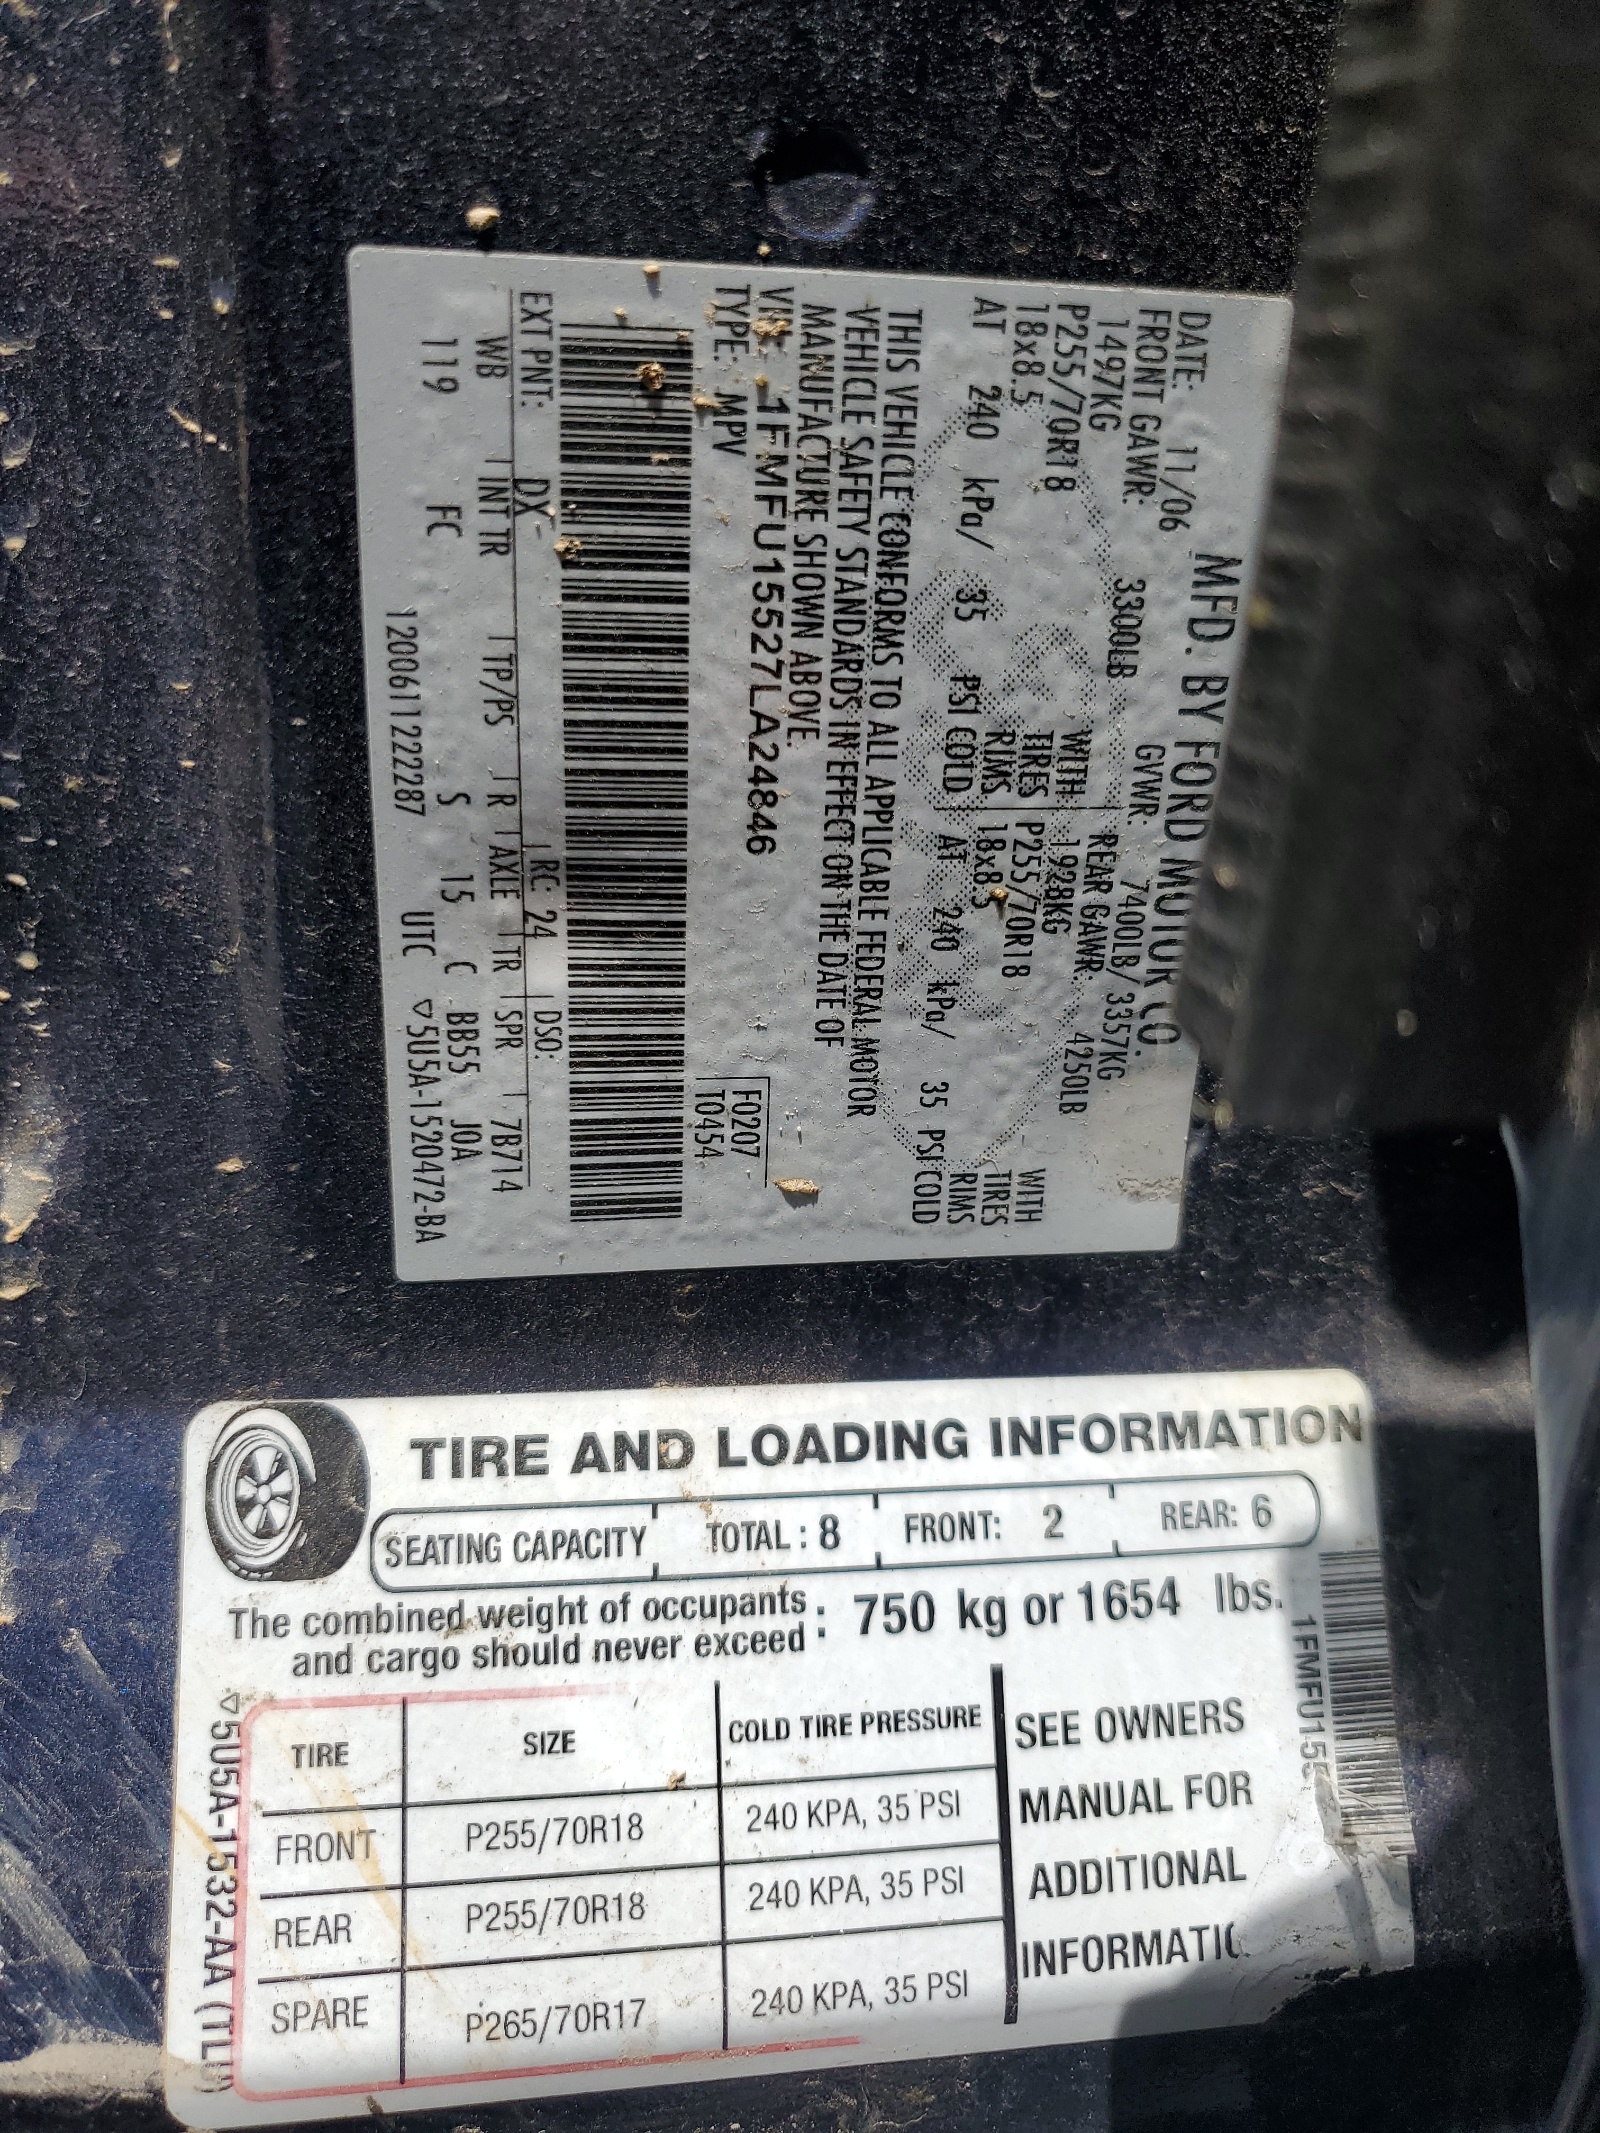 MFD. BY FORD MOTOR CO.
DATE: 11/06 GVWR: 7400LB/ 3357KG
FRONT GAWR: 3300LB REAR GAWR: 4250LB
1497KG WITH 1928KG WITH
P255/70R18 TIRES P255/70R18 TIRES
18x8.5 RIMS 18x8.5 RIMS
AT 240 kPa/ 35 PSI COLD AT 240 kPa/ 35 PSI COLD
THIS VEHICLE CONFORMS TO ALL APPLICABLE FEDERAL MOTOR
VEHICLE SAFETY STANDARDS IN EFFECT ON THE DATE OF
MANUFACTURE SHOWN ABOVE.
VIN: 1FMFU15527LA24846
TYPE: MPV
F0207
T0454
EXT PNT: DX RC: 24 DSO:
WB INT TR TP/PS R AXLE TR SPR 7B714
119 FC S 15 C BB55 JOA
1200611222287 UTC ▽5U5A-1520472-BA
TIRE AND LOADING INFORMATION
SEATING CAPACITY TOTAL : 8 FRONT: 2 REAR: 6
The combined weight of occupants
and cargo should never exceed : 750 kg or 1654 lbs.
TIRE SIZE COLD TIRE PRESSURE
FRONT P255/70R18 240 KPA, 35 PSI
REAR P255/70R18 240 KPA, 35 PSI
SPARE P265/70R17 240 KPA, 35 PSI
SEE OWNERS
MANUAL FOR
ADDITIONAL
▽5U5A-1532-AA